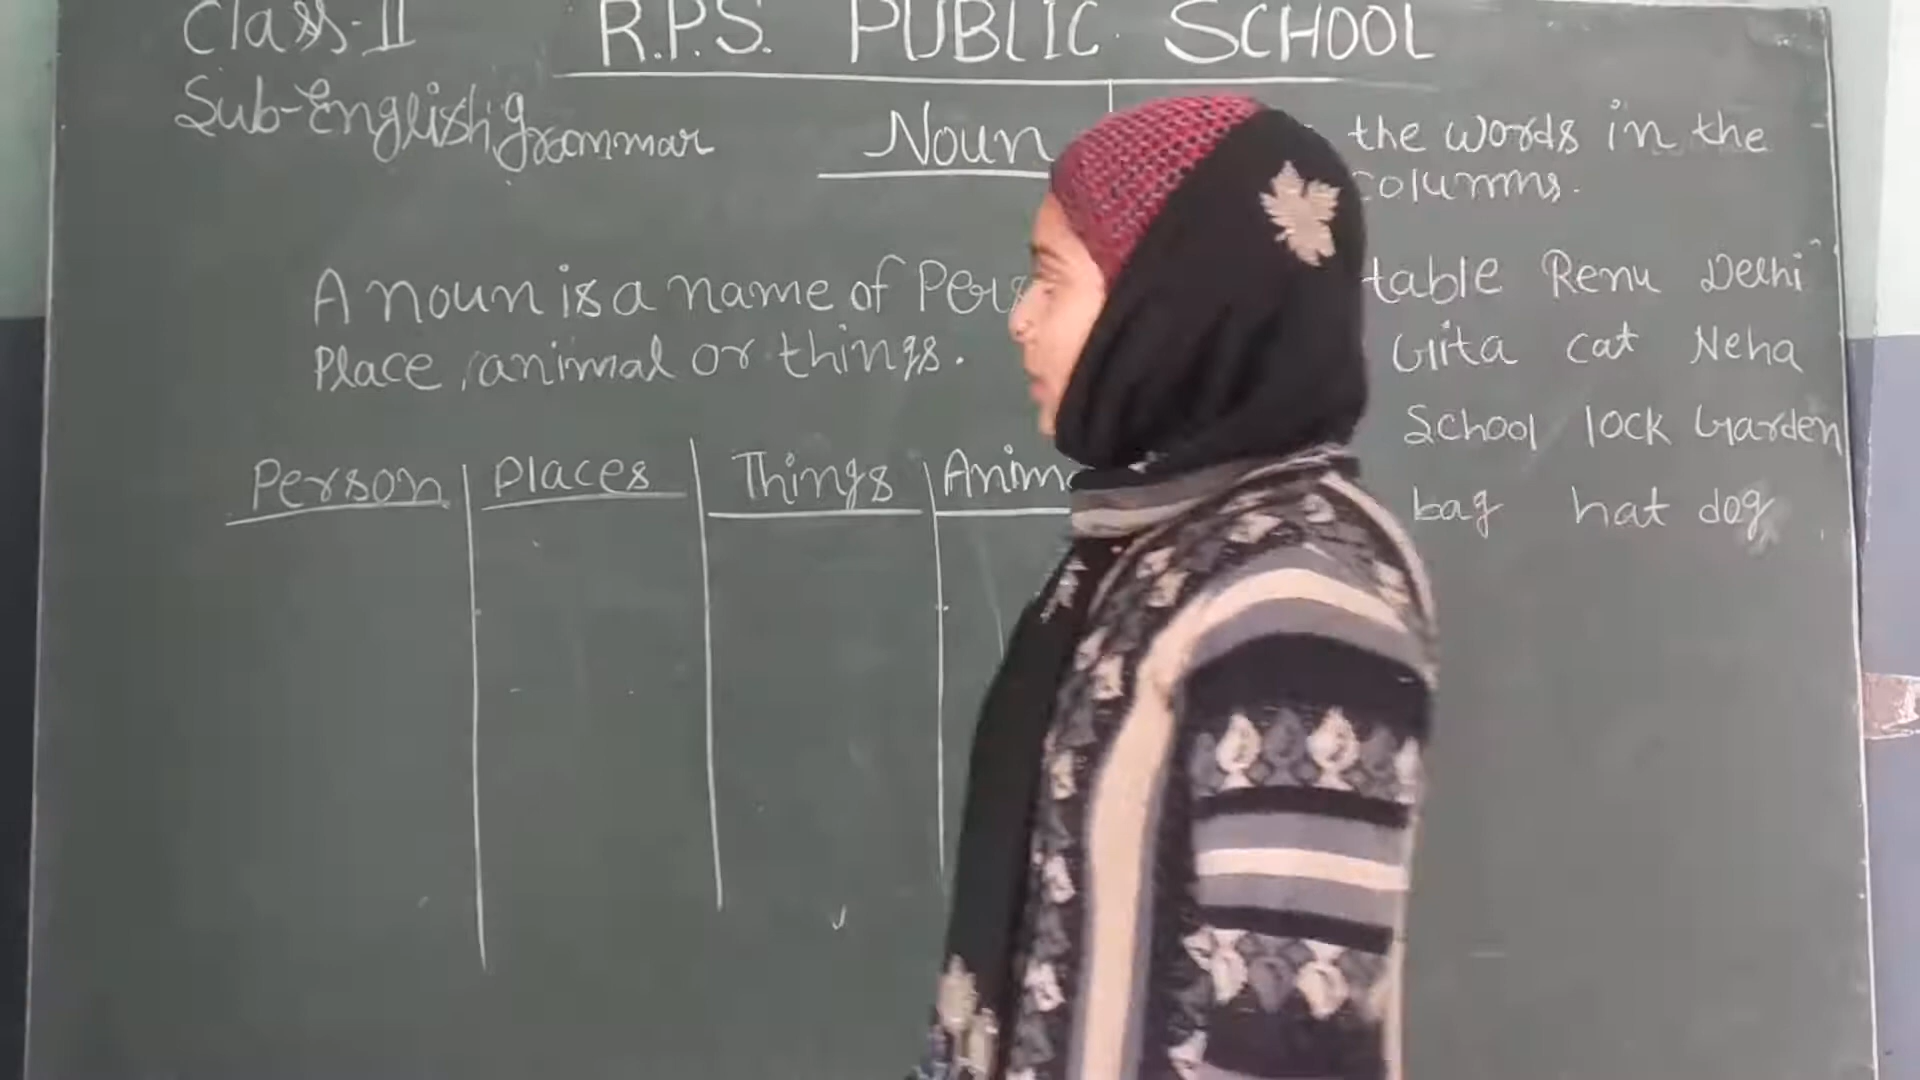 Class-II R.P.S. PUBLIC SCHOOL
Sub-English Grammar
Noun
A noun is a name of
Place, animal or things.
Person Places Things
the words in the
columns.
table Renu Delhi
Gita cat Neha
School lock Garden
bag hat dog